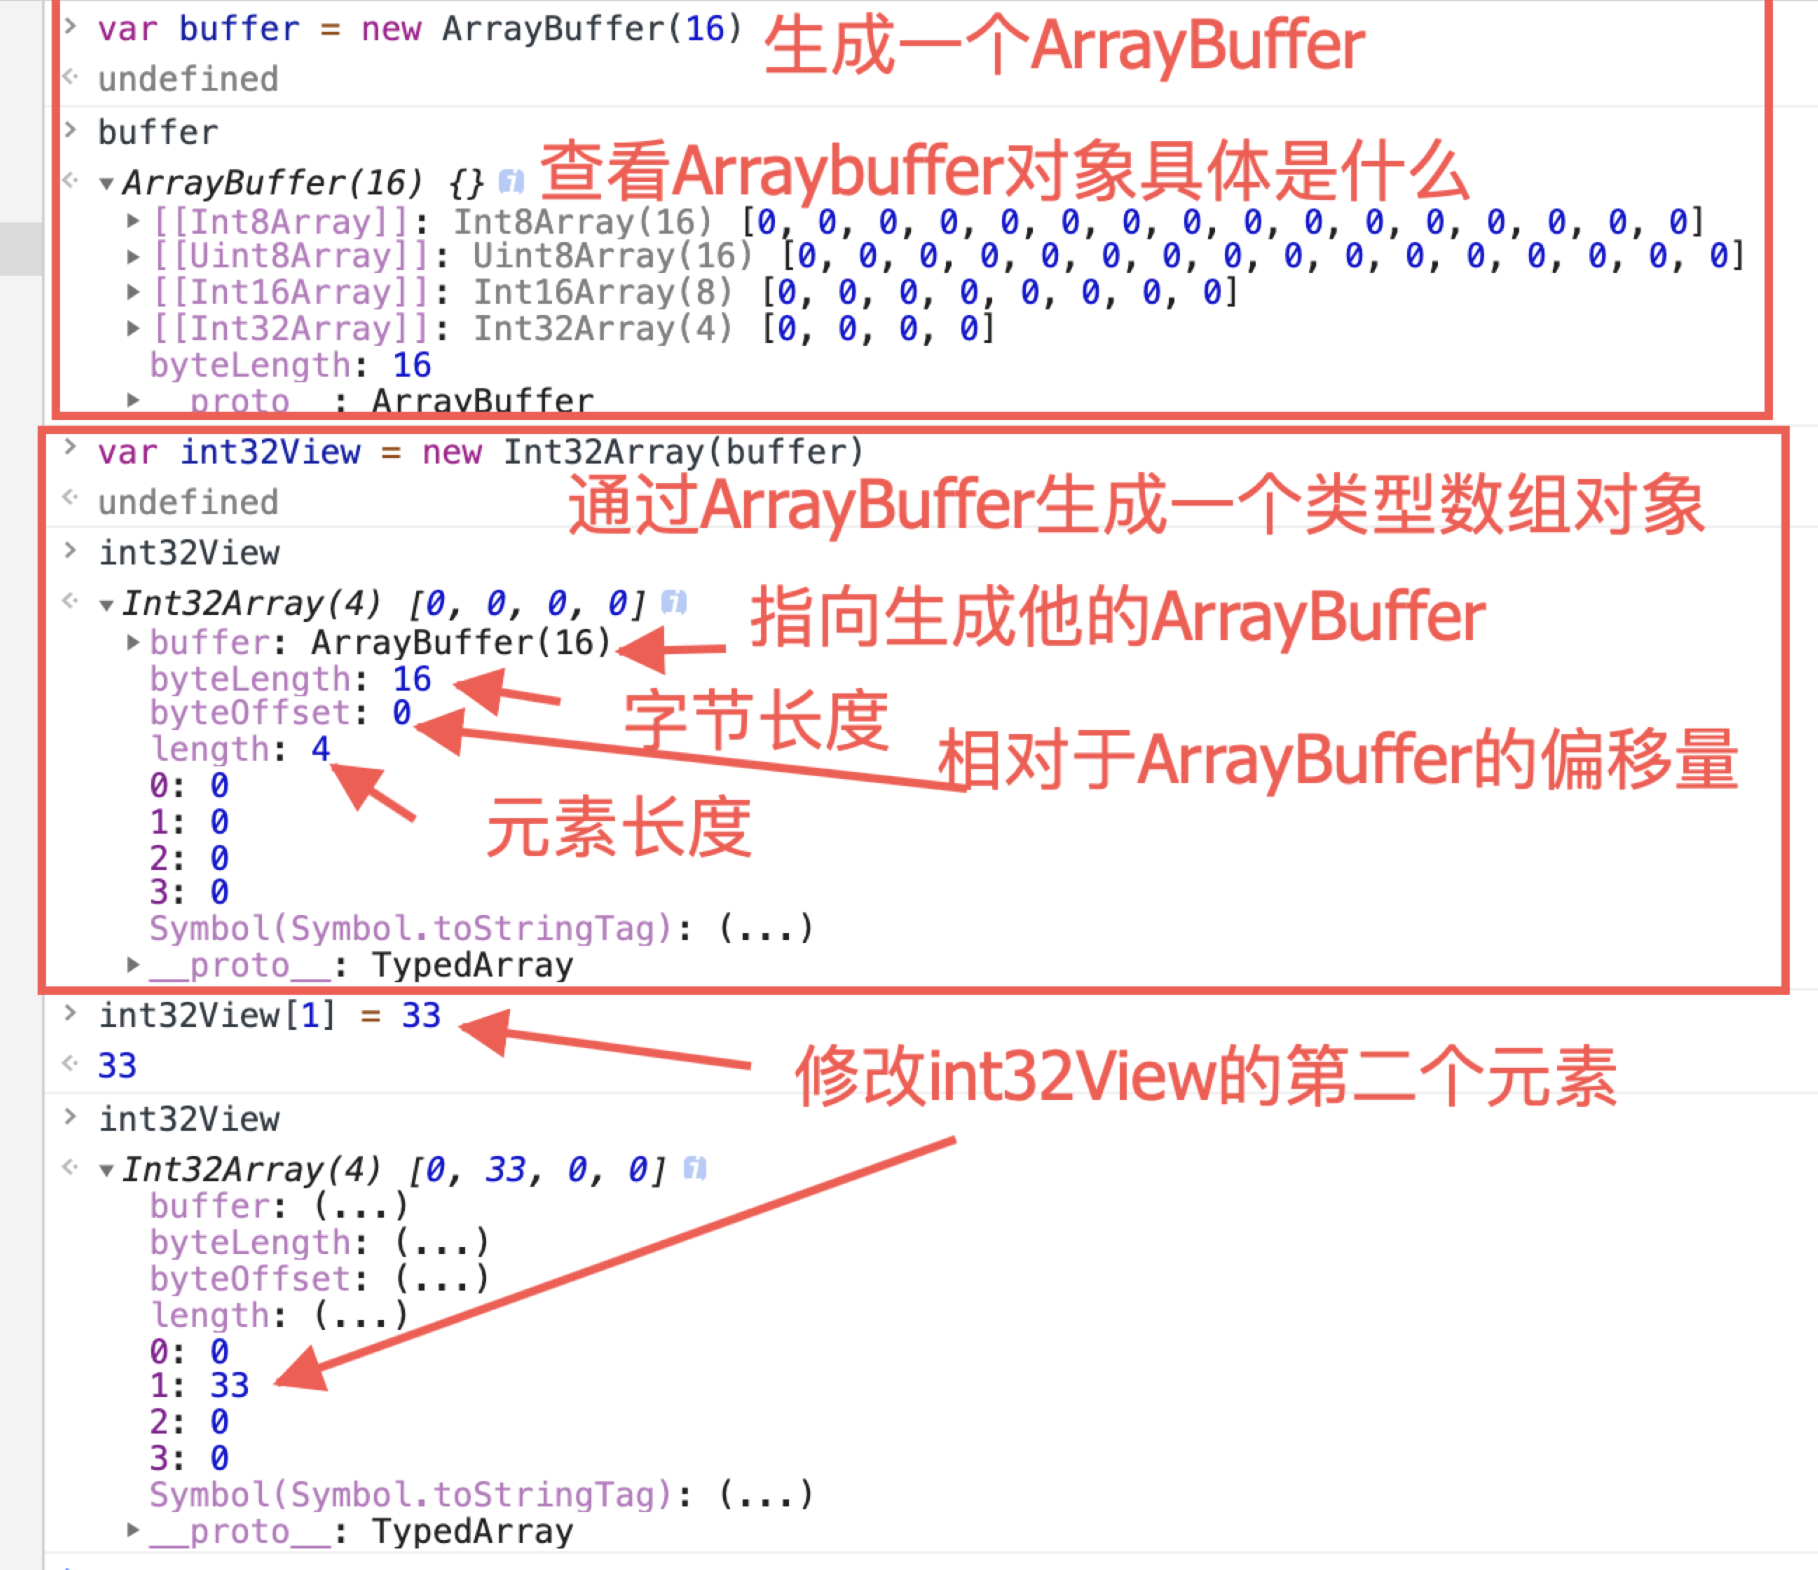 > var buffer = new ArrayBuffer(16) 生成一个ArrayBuffer
undefined
> buffer
ArrayBuffer(16) {} i 查看Arraybuffer对象具体是什么
[[Int8Array]]: Int8Array(16) [0, 0, 0, 0, 0, 0, 0, 0, 0, 0, 0, 0, 0, 0, 0, 0]
[[Uint8Array]]: Uint8Array(16) [0, 0, 0, 0, 0, 0, 0, 0, 0, 0, 0, 0, 0, 0, 0, 0]
[[Int16Array]]: Int16Array(8) [0, 0, 0, 0, 0, 0, 0, 0]
[[Int32Array]]: Int32Array(4) [0, 0, 0, 0]
byteLength: 16
__proto__: ArrayBuffer
> var int32View = new Int32Array(buffer)
undefined
通过ArrayBuffer生成一个类型数组对象
> int32View
Int32Array(4) [0, 0, 0, 0] i
指向生成他的ArrayBuffer
buffer: ArrayBuffer(16)
byteLength: 16
字节长度
byteOffset: 0
相对于ArrayBuffer的偏移量
length: 4
元素长度
0: 0
1: 0
2: 0
3: 0
Symbol(Symbol.toStringTag): (...)
__proto__: TypedArray
> int32View[1] = 33
33
修改int32View的第二个元素
> int32View
Int32Array(4) [0, 33, 0, 0] i
buffer: (...)
byteLength: (...)
byteOffset: (...)
length: (...)
0: 0
1: 33
2: 0
3: 0
Symbol(Symbol.toStringTag): (...)
__proto__: TypedArray